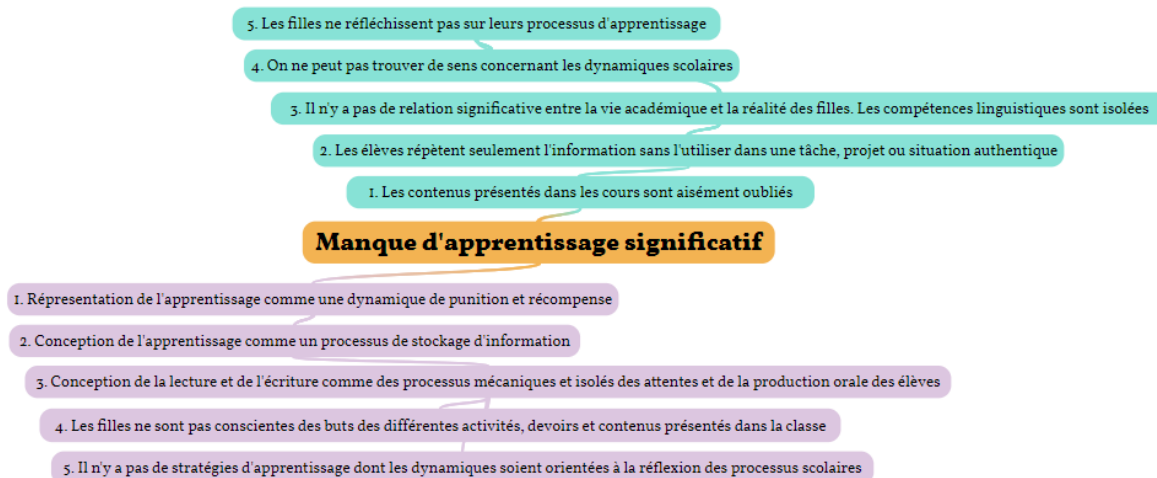 5. Les filles ne réfléchissent pas sur leurs processus d'apprentissage
4. On ne peut pas trouver de sens concernant les dynamiques scolaires
3. Il n'y a pas de relation significative entre la vie académique et la réalité des filles. Les compétences linguistiques sont isolées
2. Les élèves répètent seulement l'information sans l'utiliser dans une tâche, projet ou situation authentique
1. Les contenus présentés dans les cours sont aisément oubliés
Manque d'apprentissage significatif
1. Répresentation de l'apprentissage comme une dynamique de punition et récompense
2. Conception de l'apprentissage comme un processus de stockage d'information
3. Conception de la lecture et de l'écriture comme des processus mécaniques et isolés des attentes et de la production orale des élèves
4. Les filles ne sont pas conscientes des buts des différentes activités, devoirs et contenus présentés dans la classe
5. Il n'y a pas de stratégies d'apprentissage dont les dynamiques soient orientées à la réflexion des processus scolaires